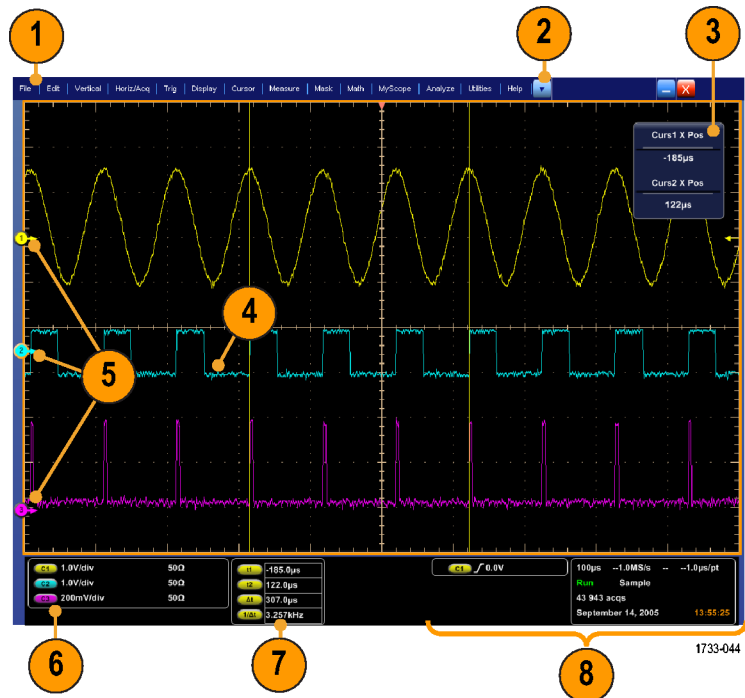 1
2
3
File Edit Vertical Horiz/Acq Trig Display Cursor Measure Mask Math MyScope Analyze Utilities Help
X
Curs1 X Pos
-185µs
Curs2 X Pos
122µs
1
4
2
5
3
C1 1.0V/div 50Ω
C2 1.0V/div 50Ω
C3 200mV/div 50Ω
t1 -185.0µs
t2 122.0µs
Δt 307.0µs
1/Δt 3.257kHz
C1 0.0V
100µs --1.0MS/s -- --1.0µs/pt
Run Sample
43 943 acqs
September 14, 2005 13:55:25
6
7
8
1733-044